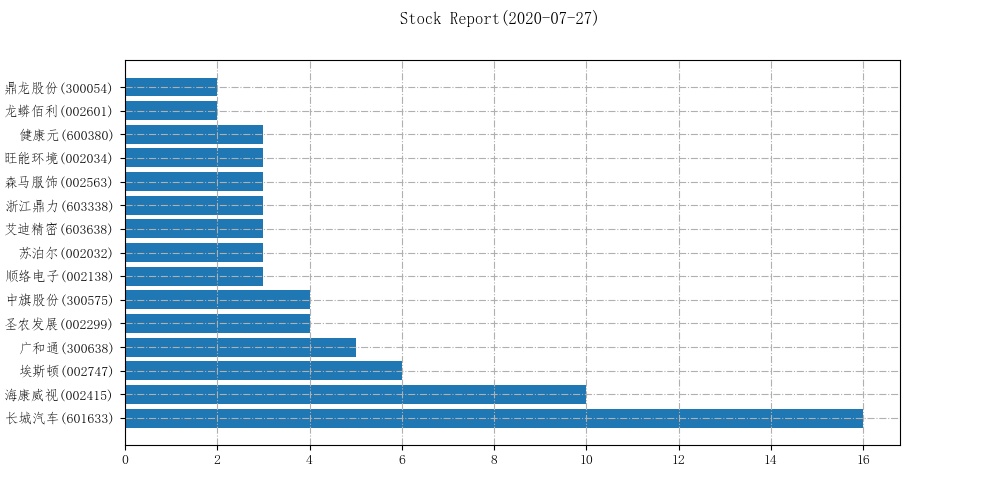 Stock Report(2020-07-27)
鼎龙股份(300054)
龙蟒佰利(002601)
健康元(600380)
旺能环境(002034)
森马服饰(002563)
浙江鼎力(603338)
艾迪精密(603638)
苏泊尔(002032)
顺络电子(002138)
中旗股份(300575)
圣农发展(002299)
广和通(300638)
埃斯顿(002747)
海康威视(002415)
长城汽车(601633)
0 2 4 6 8 10 12 14 16